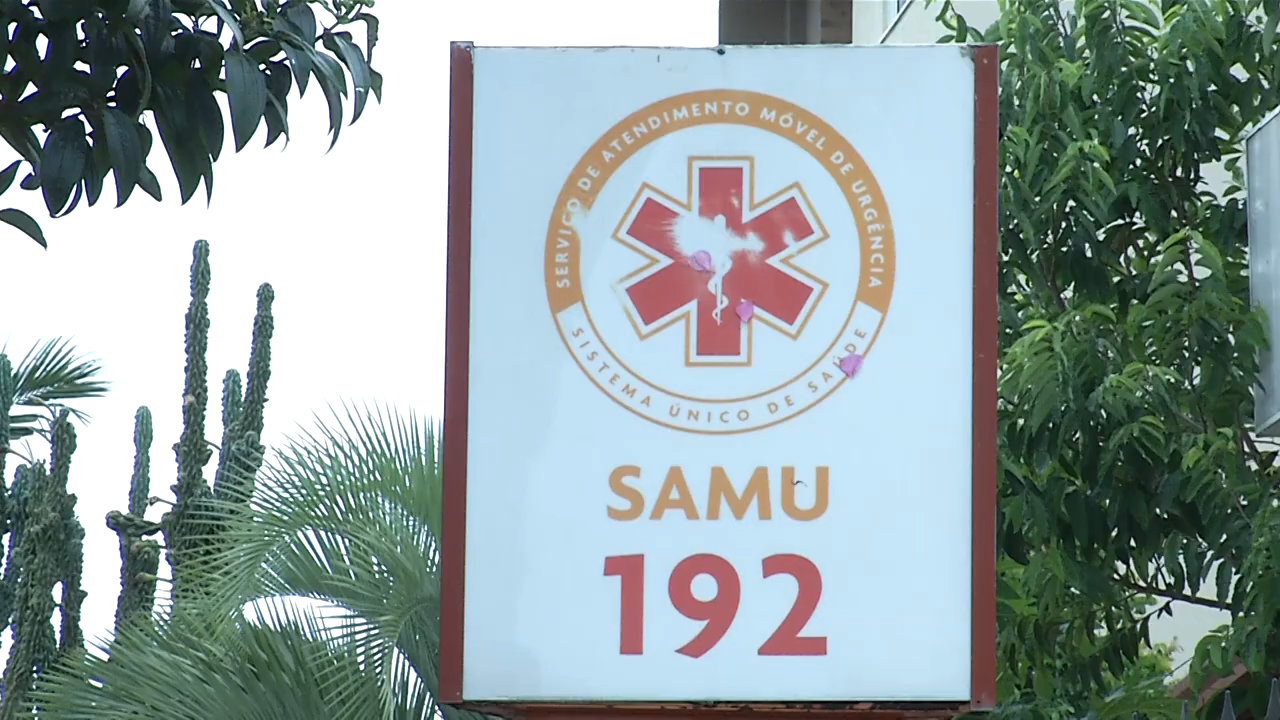 SERVIÇO DE ATENDIMENTO MÓVEL DE URGÊNCIA
SISTEMA ÚNICO DE SAÚDE
SAMU
192